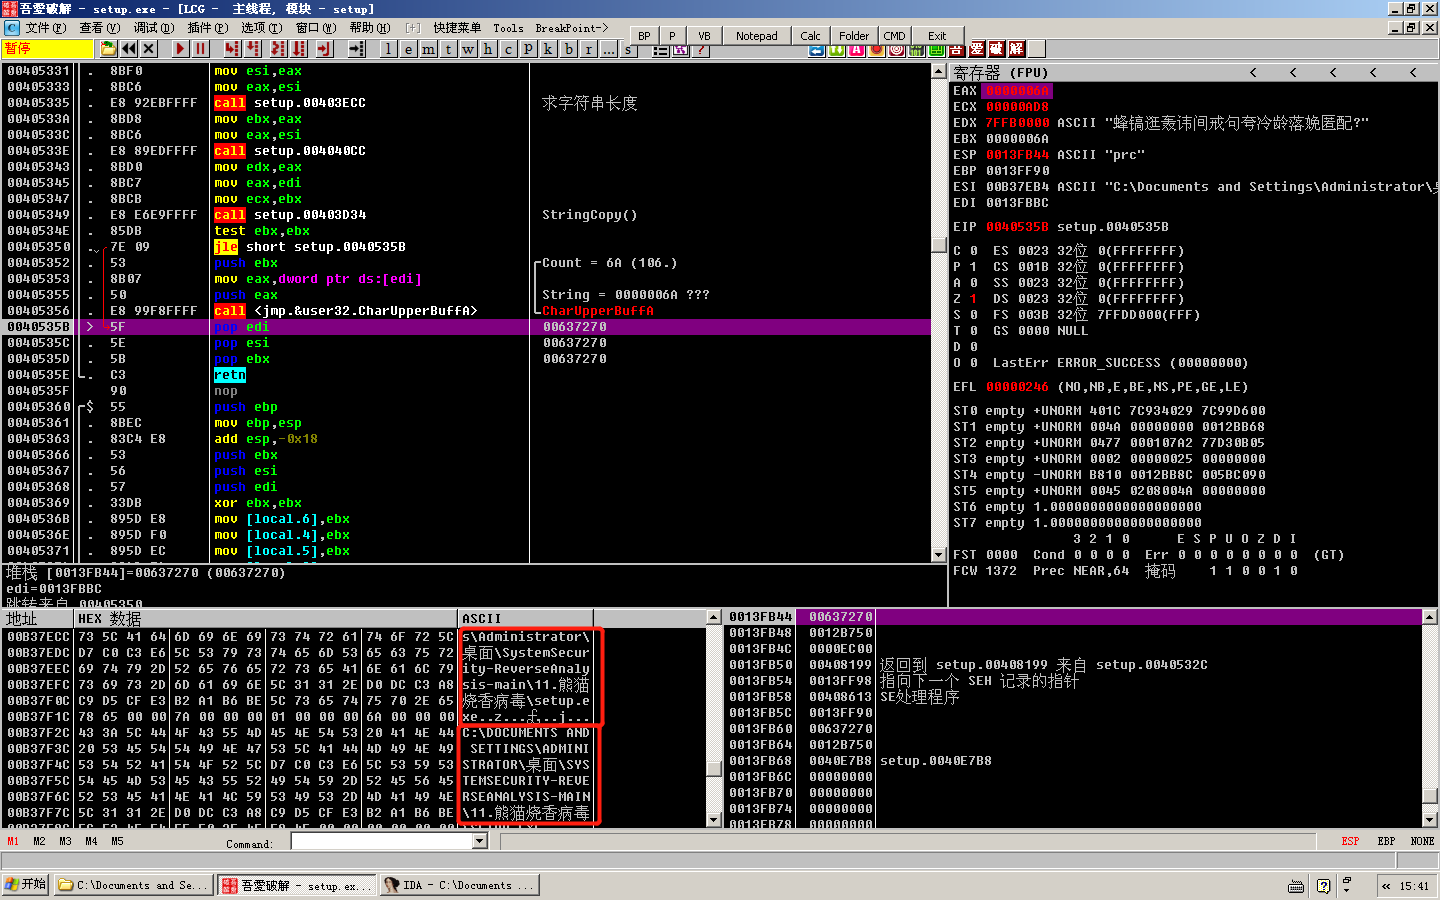 吾愛破解 - setup.exe - [LCG -  主线程, 模块 - setup]
文件(F) 查看(V) 调试(D) 插件(P) 选项(T) 窗口(W) 帮助(H) [+] 快捷菜单 Tools BreakPoint->
BP P VB Notepad Calc Folder CMD Exit
暂停
l e m t w h c p k b r ... s
00405331 . 8BF0 mov esi,eax
00405333 . 8BC6 mov eax,esi
00405335 . E8 92EBFFFF call setup.00403ECC 求字符串长度
0040533A . 8BD8 mov ebx,eax
0040533C . 8BC6 mov eax,esi
0040533E . E8 89EDFFFF call setup.004040CC
00405343 . 8BD0 mov edx,eax
00405345 . 8BC7 mov eax,edi
00405347 . 8BCB mov ecx,ebx
00405349 . E8 E6E9FFFF call setup.00403D34 StringCopy()
0040534E . 85DB test ebx,ebx
00405350 . 7E 09 jle short setup.0040535B
00405352 . 53 push ebx Count = 6A (106.)
00405353 . 8B07 mov eax,dword ptr ds:[edi]
00405355 . 50 push eax String = 0000006A ???
00405356 . E8 99F8FFFF call <jmp.&user32.CharUpperBuffA> CharUpperBuffA
0040535B > 5F pop edi 00637270
0040535C . 5E pop esi 00637270
0040535D . 5B pop ebx 00637270
0040535E . C3 retn
0040535F 90 nop
00405360 $ 55 push ebp
00405361 . 8BEC mov ebp,esp
00405363 . 83C4 E8 add esp,-0x18
00405366 . 53 push ebx
00405367 . 56 push esi
00405368 . 57 push edi
00405369 . 33DB xor ebx,ebx
0040536B . 895D E8 mov [local.6],ebx
0040536E . 895D F0 mov [local.4],ebx
00405371 . 895D EC mov [local.5],ebx
堆栈 [0013FB44]=00637270 (00637270)
edi=0013FBBC
跳转来自 00405350
寄存器 (FPU) < < < < <
EAX 0000006A
ECX 00000AD8
EDX 7FFB0000 ASCII "蜂镐逛轰讳间戒句夸冷龄落娩匿配?"
EBX 0000006A
ESP 0013FB44 ASCII "prc"
EBP 0013FF90
ESI 00B37EB4 ASCII "C:\Documents and Settings\Administrator\
EDI 0013FBBC
EIP 0040535B setup.0040535B
C 0 ES 0023 32位 0(FFFFFFFF)
P 1 CS 001B 32位 0(FFFFFFFF)
A 0 SS 0023 32位 0(FFFFFFFF)
Z 1 DS 0023 32位 0(FFFFFFFF)
S 0 FS 003B 32位 7FFDD000(FFF)
T 0 GS 0000 NULL
D 0
O 0 LastErr ERROR_SUCCESS (00000000)
EFL 00000246 (NO,NB,E,BE,NS,PE,GE,LE)
ST0 empty +UNORM 401C 7C934029 7C99D600
ST1 empty +UNORM 004A 00000000 0012BB68
ST2 empty +UNORM 0477 000107A2 77D30B05
ST3 empty +UNORM 0002 00000025 00000000
ST4 empty -UNORM B810 0012BB8C 005BC090
ST5 empty +UNORM 0045 0208004A 00000000
ST6 empty 1.0000000000000000000
ST7 empty 1.0000000000000000000
3 2 1 0 E S P U O Z D I
FST 0000 Cond 0 0 0 0 Err 0 0 0 0 0 0 0 0 (GT)
FCW 1372 Prec NEAR,64 掩码 1 1 0 0 1 0
地址 HEX 数据 ASCII
00B37ECC 73 5C 41 64 6D 69 6E 69 73 74 72 61 74 6F 72 5C s\Administrator\
00B37EDC D7 C0 C3 E6 5C 53 79 73 74 65 6D 53 65 63 75 72 桌面\SystemSecur
00B37EEC 69 74 79 2D 52 65 76 65 72 73 65 41 6E 61 6C 79 ity-ReverseAnaly
00B37EFC 73 69 73 2D 6D 61 69 6E 5C 31 31 2E D0 DC C3 A8 sis-main\11.熊猫
00B37F0C C9 D5 CF E3 B2 A1 B6 BE 5C 73 65 74 75 70 2E 65 烧香病毒\setup.e
00B37F1C 78 65 00 00 7A 00 00 00 01 00 00 00 6A 00 00 00 xe..z.......j...
00B37F2C 43 3A 5C 44 4F 43 55 4D 45 4E 54 53 20 41 4E 44 C:\DOCUMENTS AND
00B37F3C 20 53 45 54 54 49 4E 47 53 5C 41 44 4D 49 4E 49 SETTINGS\ADMINI
00B37F4C 53 54 52 41 54 4F 52 5C D7 C0 C3 E6 5C 53 59 53 STRATOR\桌面\SYS
00B37F5C 54 45 4D 53 45 43 55 52 49 54 59 2D 52 45 56 45 TEMSECURITY-REVE
00B37F6C 52 53 45 41 4E 41 4C 59 53 49 53 2D 4D 41 49 4E RSEANALYSIS-MAIN
00B37F7C 5C 31 31 2E D0 DC C3 A8 C9 D5 CF E3 B2 A1 B6 BE \11.熊猫烧香病毒
0013FB44 00637270
0013FB48 0012B750
0013FB4C 0000EC00
0013FB50 00408199 返回到 setup.00408199 来自 setup.0040532C
0013FB54 0013FF98 指向下一个 SEH 记录的指针
0013FB58 00408613 SE处理程序
0013FB5C 0013FF90
0013FB60 00637270
0013FB64 0012B750
0013FB68 0040E7B8 setup.0040E7B8
0013FB6C 00000000
0013FB70 00000000
0013FB74 00000000
0013FB78 00000000
M1 M2 M3 M4 M5 Command: ESP EBP NONE
开始 C:\Documents and Se... 吾愛破解 - setup.ex... IDA - C:\Documents ... « 15:41